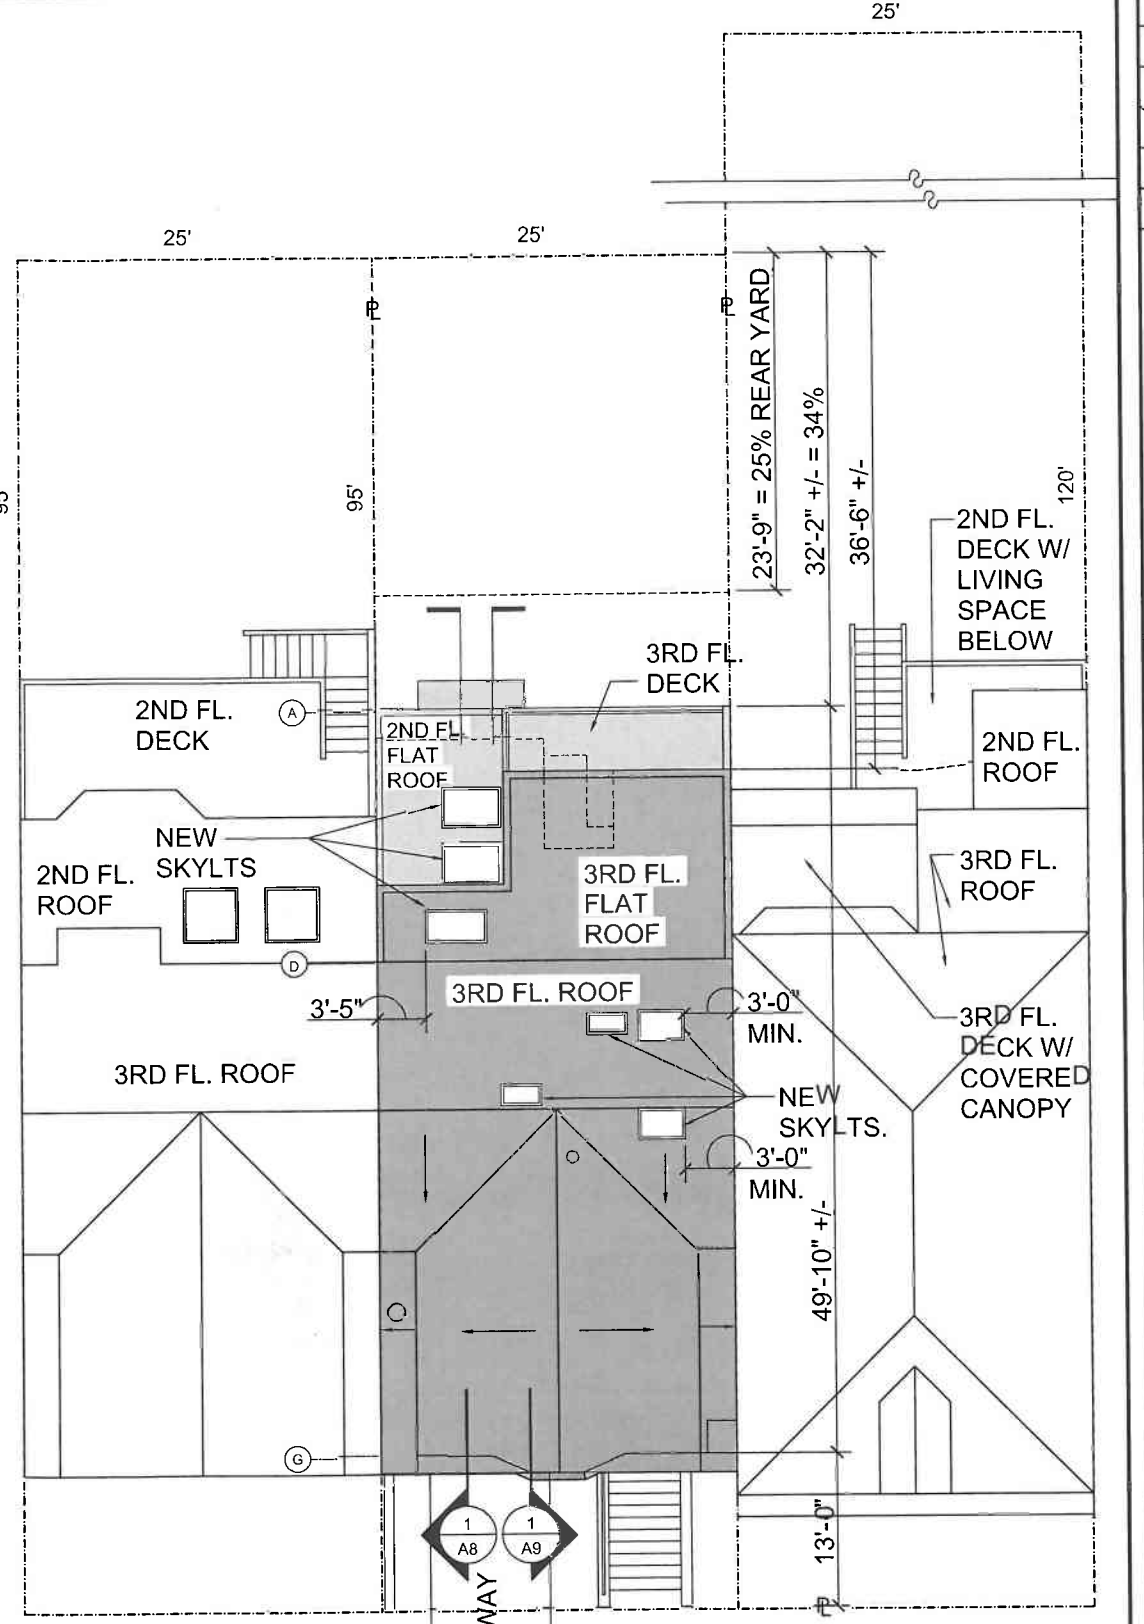 25'
25'
25'
PL
PL
23'-9" = 25% REAR YARD
32'-2" +/- = 34%
36'-6" +/-
95'
95'
120'
2ND FL.
DECK W/
LIVING
SPACE
BELOW
3RD FL.
DECK
2ND FL.
DECK
A
2ND FL.
FLAT
ROOF
2ND FL.
ROOF
NEW
SKYLTS
2ND FL.
ROOF
3RD FL.
FLAT
ROOF
3RD FL.
ROOF
D
3RD FL. ROOF
3'-5"
3'-0"
MIN.
3RD FL.
DECK W/
COVERED
CANOPY
3RD FL. ROOF
NEW
SKYLTS.
3'-0"
MIN.
49'-10" +/-
G
13'-0"
1
A8
1
A9
WAY
PL